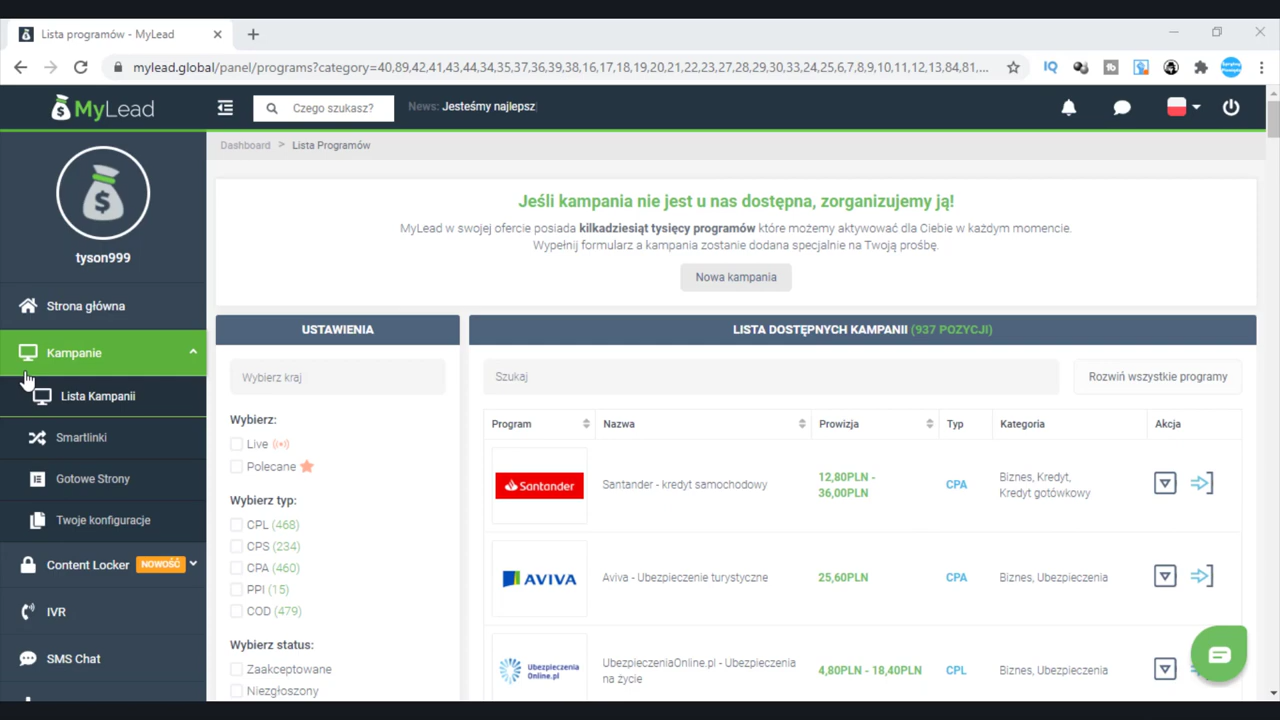 Lista programów - MyLead
mylead.global/panel/programs?category=40,89,42,41,43,44,34,35,37,36,39,38,16,17,18,19,20,21,22,23,27,28,29,30,33,24,25,6,7,8,9,10,11,12,13,84,81,...
MyLead
Czego szukasz?
News: Jesteśmy najlepsz
tyson999
Strona główna
Kampanie
Lista Kampanii
Smartlinki
Gotowe Strony
Twoje konfiguracje
Content Locker NOWOŚĆ
IVR
SMS Chat
Dashboard > Lista Programów
Jeśli kampania nie jest u nas dostępna, zorganizujemy ją!
MyLead w swojej ofercie posiada kilkadziesiąt tysięcy programów które możemy aktywować dla Ciebie w każdym momencie.
Wypełnij formularz a kampania zostanie dodana specjalnie na Twoją prośbę.
Nowa kampania
USTAWIENIA
Wybierz kraj
Wybierz:
Live
Polecane
Wybierz typ:
CPL (468)
CPS (234)
CPA (460)
PPI (15)
COD (479)
Wybierz status:
Zaakceptowane
Niezgłoszony
LISTA DOSTĘPNYCH KAMPANII (937 POZYCJI)
Szukaj
Rozwiń wszystkie programy
Program Nazwa Prowizja Typ Kategoria Akcja
Santander
Santander - kredyt samochodowy
12,80PLN -
36,00PLN
CPA
Biznes, Kredyt,
Kredyt gotówkowy
AVIVA
Aviva - Ubezpieczenie turystyczne
25,60PLN
CPA
Biznes, Ubezpieczenia
Ubezpieczenia
Online.pl
UbezpieczeniaOnline.pl - Ubezpieczenia
na życie
4,80PLN - 18,40PLN
CPL
Biznes, Ubezpieczenia